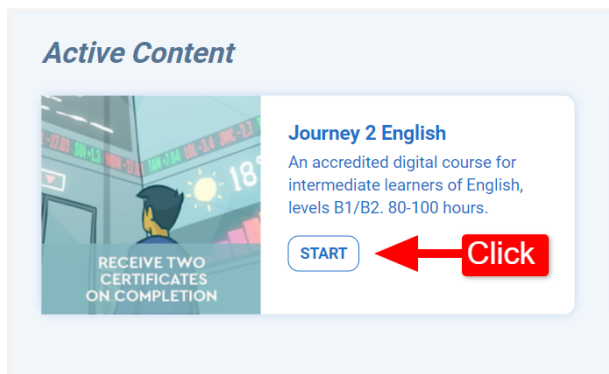 Active Content
Journey 2 English
An accredited digital course for
intermediate learners of English,
levels B1/B2. 80-100 hours.
START
Click
RECEIVE TWO
CERTIFICATES
ON COMPLETION
18°